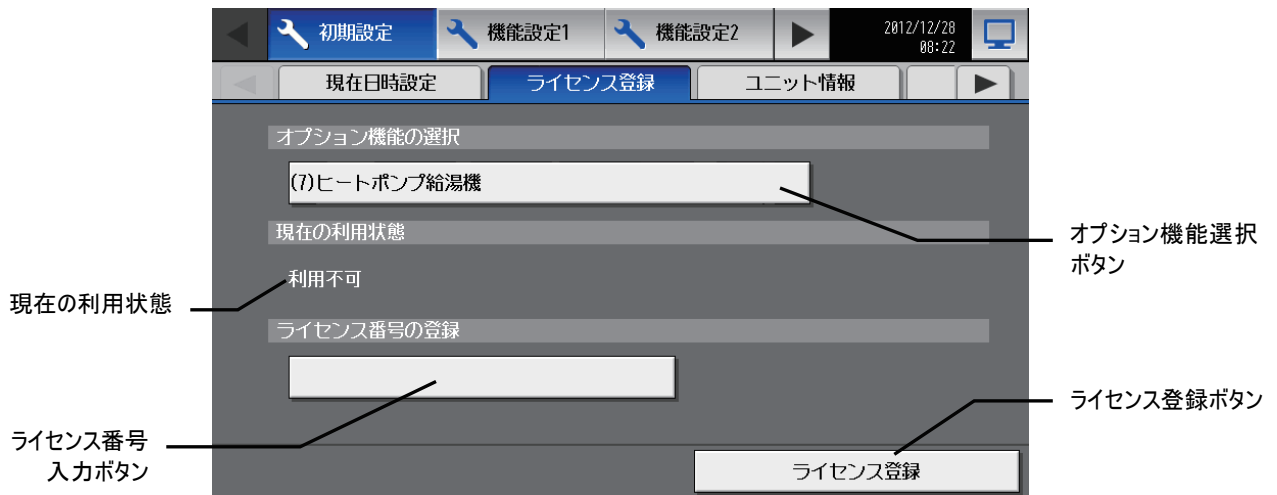 初期設定
機能設定1
機能設定2
2012/12/28
08:22
現在日時設定
ライセンス登録
ユニット情報
オプション機能の選択
(7)ヒートポンプ給湯機
現在の利用状態
利用不可
ライセンス番号の登録
ライセンス登録
オプション機能選択
ボタン
現在の利用状態
ライセンス登録ボタン
ライセンス番号
入力ボタン